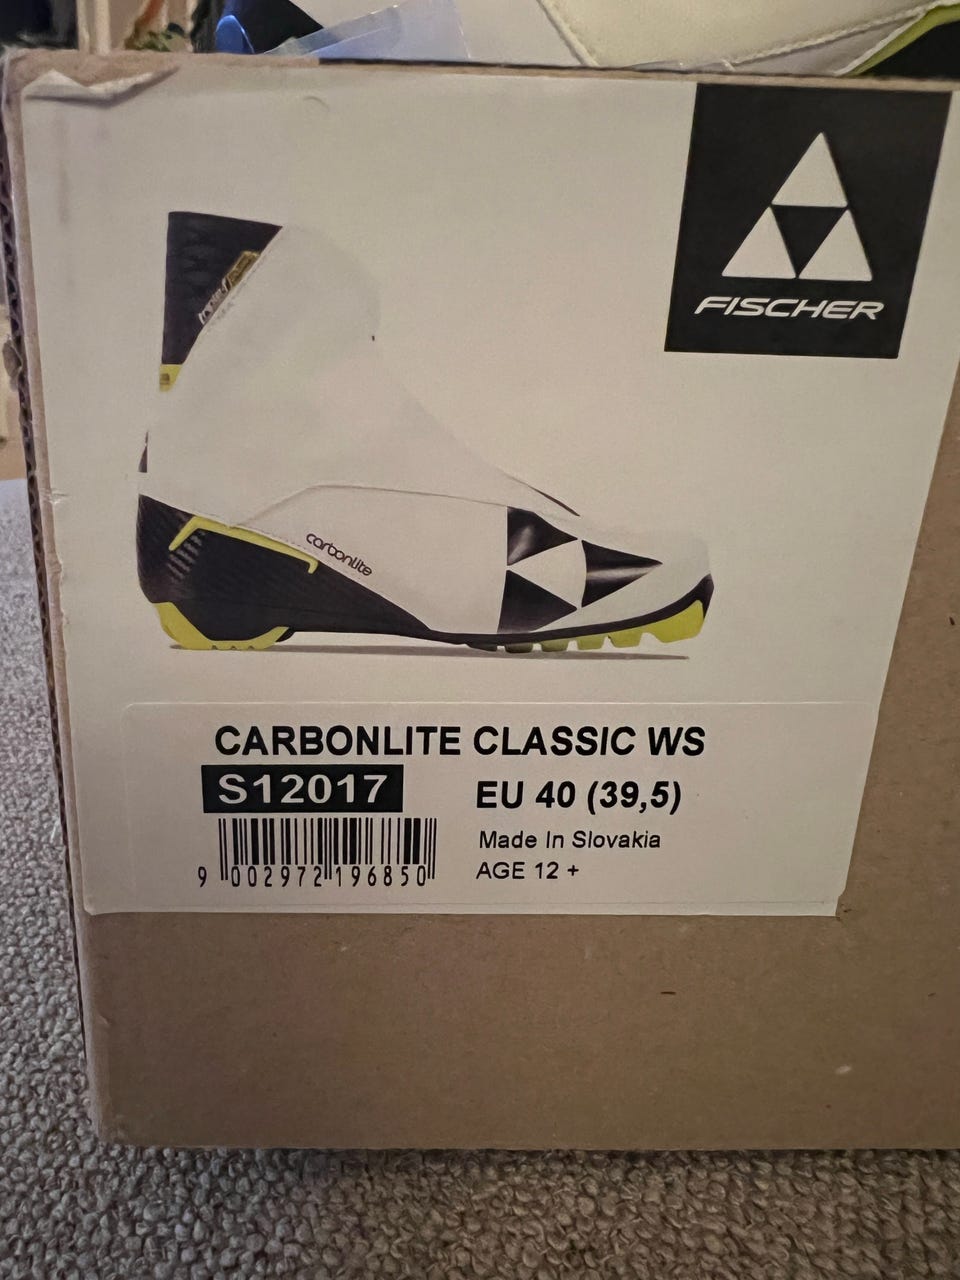 FISCHER
carbonlite
CARBONLITE CLASSIC WS
S12017
EU 40 (39,5)
Made In Slovakia
AGE 12 +
9 002972 196850